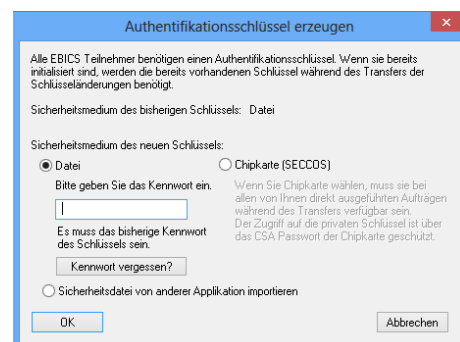 Authentifikationsschlüssel erzeugen
Alle EBICS Teilnehmer benötigen einen Authentifikationsschlüssel. Wenn sie bereits
initialisiert sind, werden die bereits vorhandenen Schlüssel während des Transfers der
Schlüsseländerungen benötigt.
Sicherheitsmedium des bisherigen Schlüssels: Datei
Sicherheitsmedium des neuen Schlüssels:
Datei
Chipkarte (SECCOS)
Bitte geben Sie das Kennwort ein.
Wenn Sie Chipkarte wählen, muss sie bei
allen von Ihnen direkt ausgeführten Aufträgen
während des Transfers verfügbar sein.
Der Zugriff auf die privaten Schlüssel ist über
das CSA Passwort der Chipkarte geschützt.
Es muss das bisherige Kennwort
des Schlüssels sein.
Kennwort vergessen?
Sicherheitsdatei von anderer Applikation importieren
OK
Abbrechen